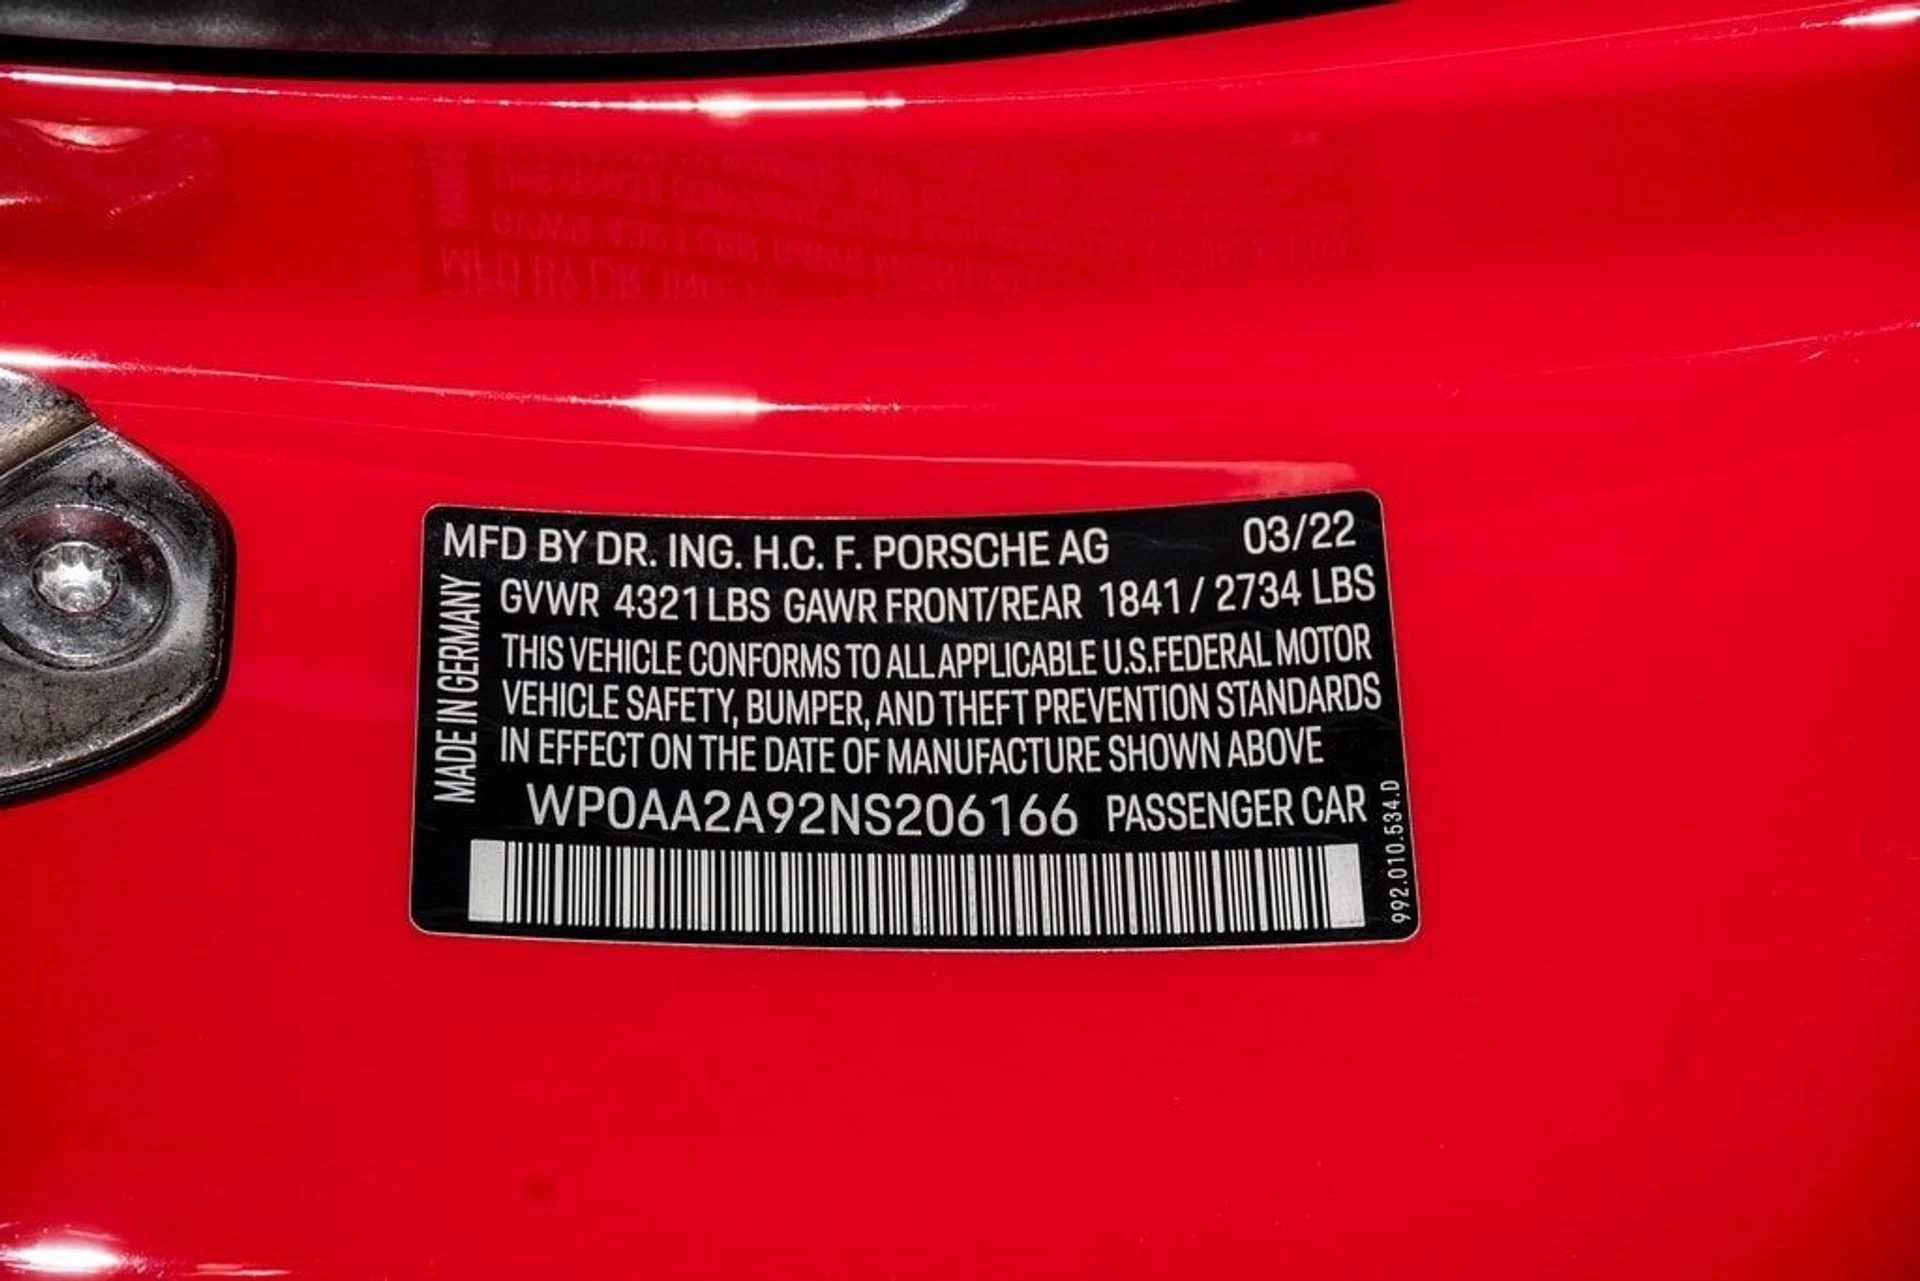 MFD BY DR. ING. H.C. F. PORSCHE AG 03/22
GVWR 4321 LBS GAWR FRONT/REAR 1841 / 2734 LBS
THIS VEHICLE CONFORMS TO ALL APPLICABLE U.S.FEDERAL MOTOR
VEHICLE SAFETY, BUMPER, AND THEFT PREVENTION STANDARDS
IN EFFECT ON THE DATE OF MANUFACTURE SHOWN ABOVE
WP0AA2A92NS206166 PASSENGER CAR
MADE IN GERMANY
992.010.534.D